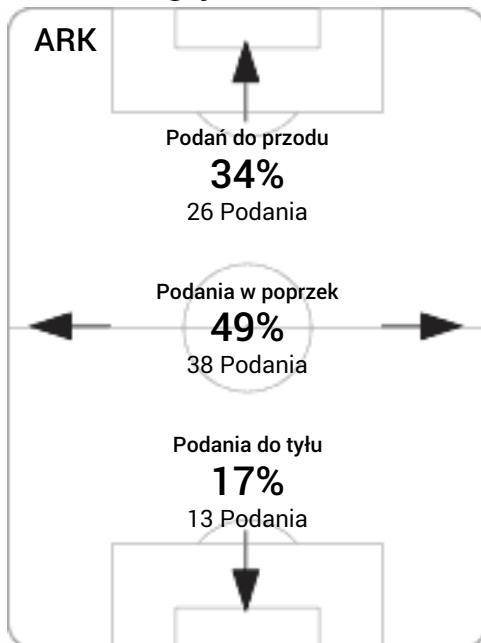 ARK
Podań do przodu
34%
26 Podania
Podania w poprzek
49%
38 Podania
Podania do tyłu
17%
13 Podania